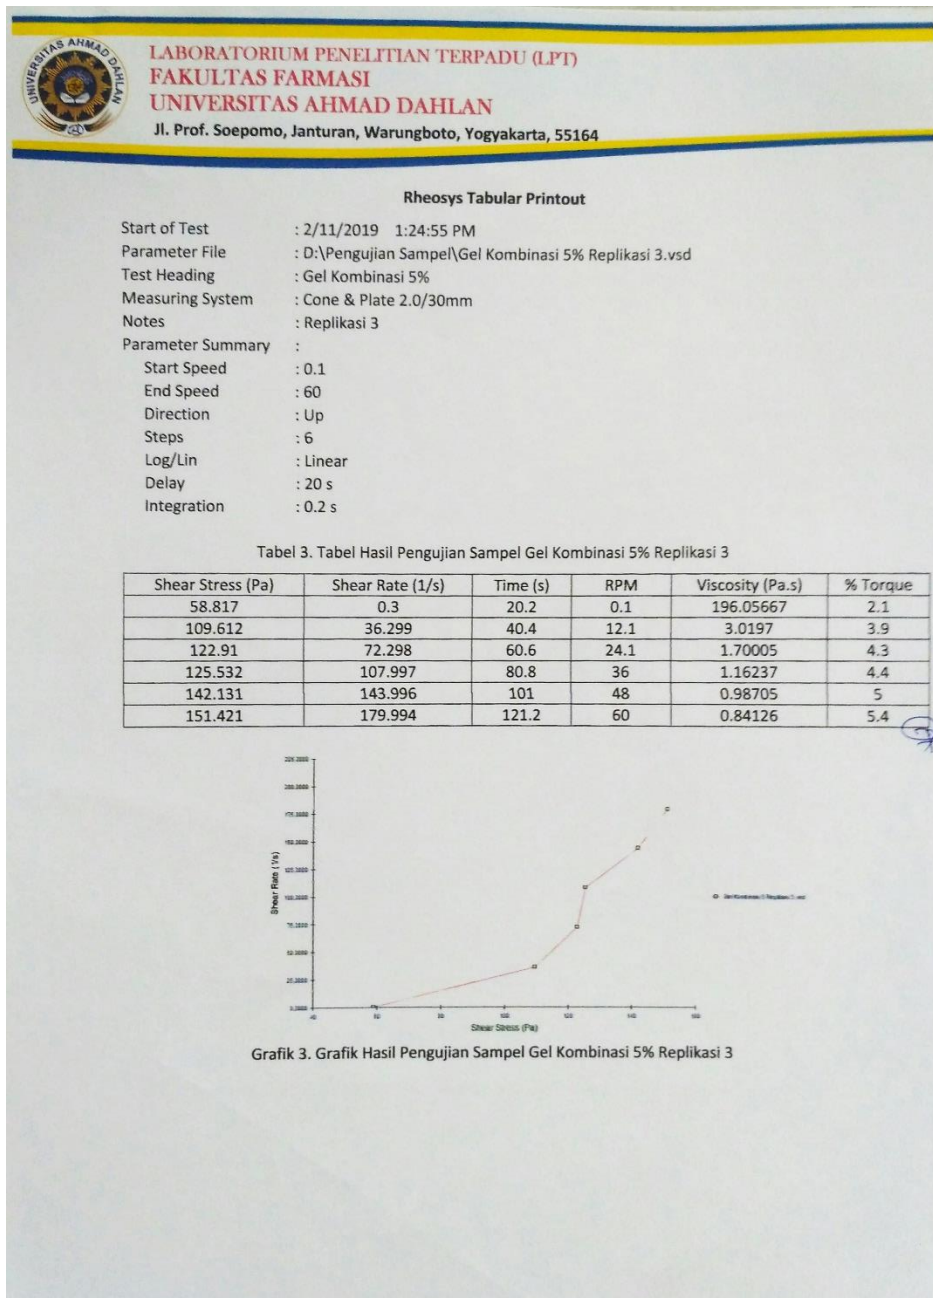 UNIVERSITAS AHMAD DAHLAN
LABORATORIUM PENELITIAN TERPADU (LPT)
FAKULTAS FARMASI
UNIVERSITAS AHMAD DAHLAN
Jl. Prof. Soepomo, Janturan, Warungboto, Yogyakarta, 55164
Rheosys Tabular Printout
Start of Test : 2/11/2019 1:24:55 PM
Parameter File : D:\Pengujian Sampel\Gel Kombinasi 5% Replikasi 3.vsd
Test Heading : Gel Kombinasi 5%
Measuring System : Cone & Plate 2.0/30mm
Notes : Replikasi 3
Parameter Summary :
Start Speed : 0.1
End Speed : 60
Direction : Up
Steps : 6
Log/Lin : Linear
Delay : 20 s
Integration : 0.2 s
Tabel 3. Tabel Hasil Pengujian Sampel Gel Kombinasi 5% Replikasi 3
Shear Stress (Pa) Shear Rate (1/s) Time (s) RPM Viscosity (Pa.s) % Torque
58.817 0.3 20.2 0.1 196.05667 2.1
109.612 36.299 40.4 12.1 3.0197 3.9
122.91 72.298 60.6 24.1 1.70005 4.3
125.532 107.997 80.8 36 1.16237 4.4
142.131 143.996 101 48 0.98705 5
151.421 179.994 121.2 60 0.84126 5.4
Shear Rate (1/s)
Shear Stress (Pa)
Grafik 3. Grafik Hasil Pengujian Sampel Gel Kombinasi 5% Replikasi 3